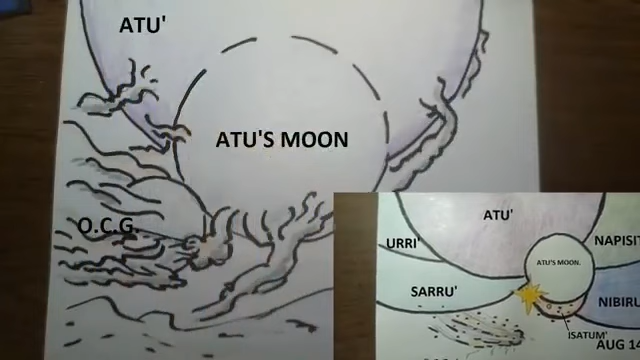 ATU'
ATU'S MOON
O.C.G.
ATU'
URRI'
NAPISIT
ATU'S MOON.
SARRU'
NIBIRU
ISATUM'
AUG 14